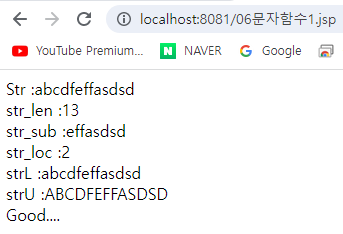 localhost:8081/06문자함수1.jsp
YouTube Premium... NAVER Google
Str :abcdfeffasdsd
str_len :13
str_sub :effasdsd
str_loc :2
strL :abcdfeffasdsd
strU :ABCDFEFFASDSD
Good....